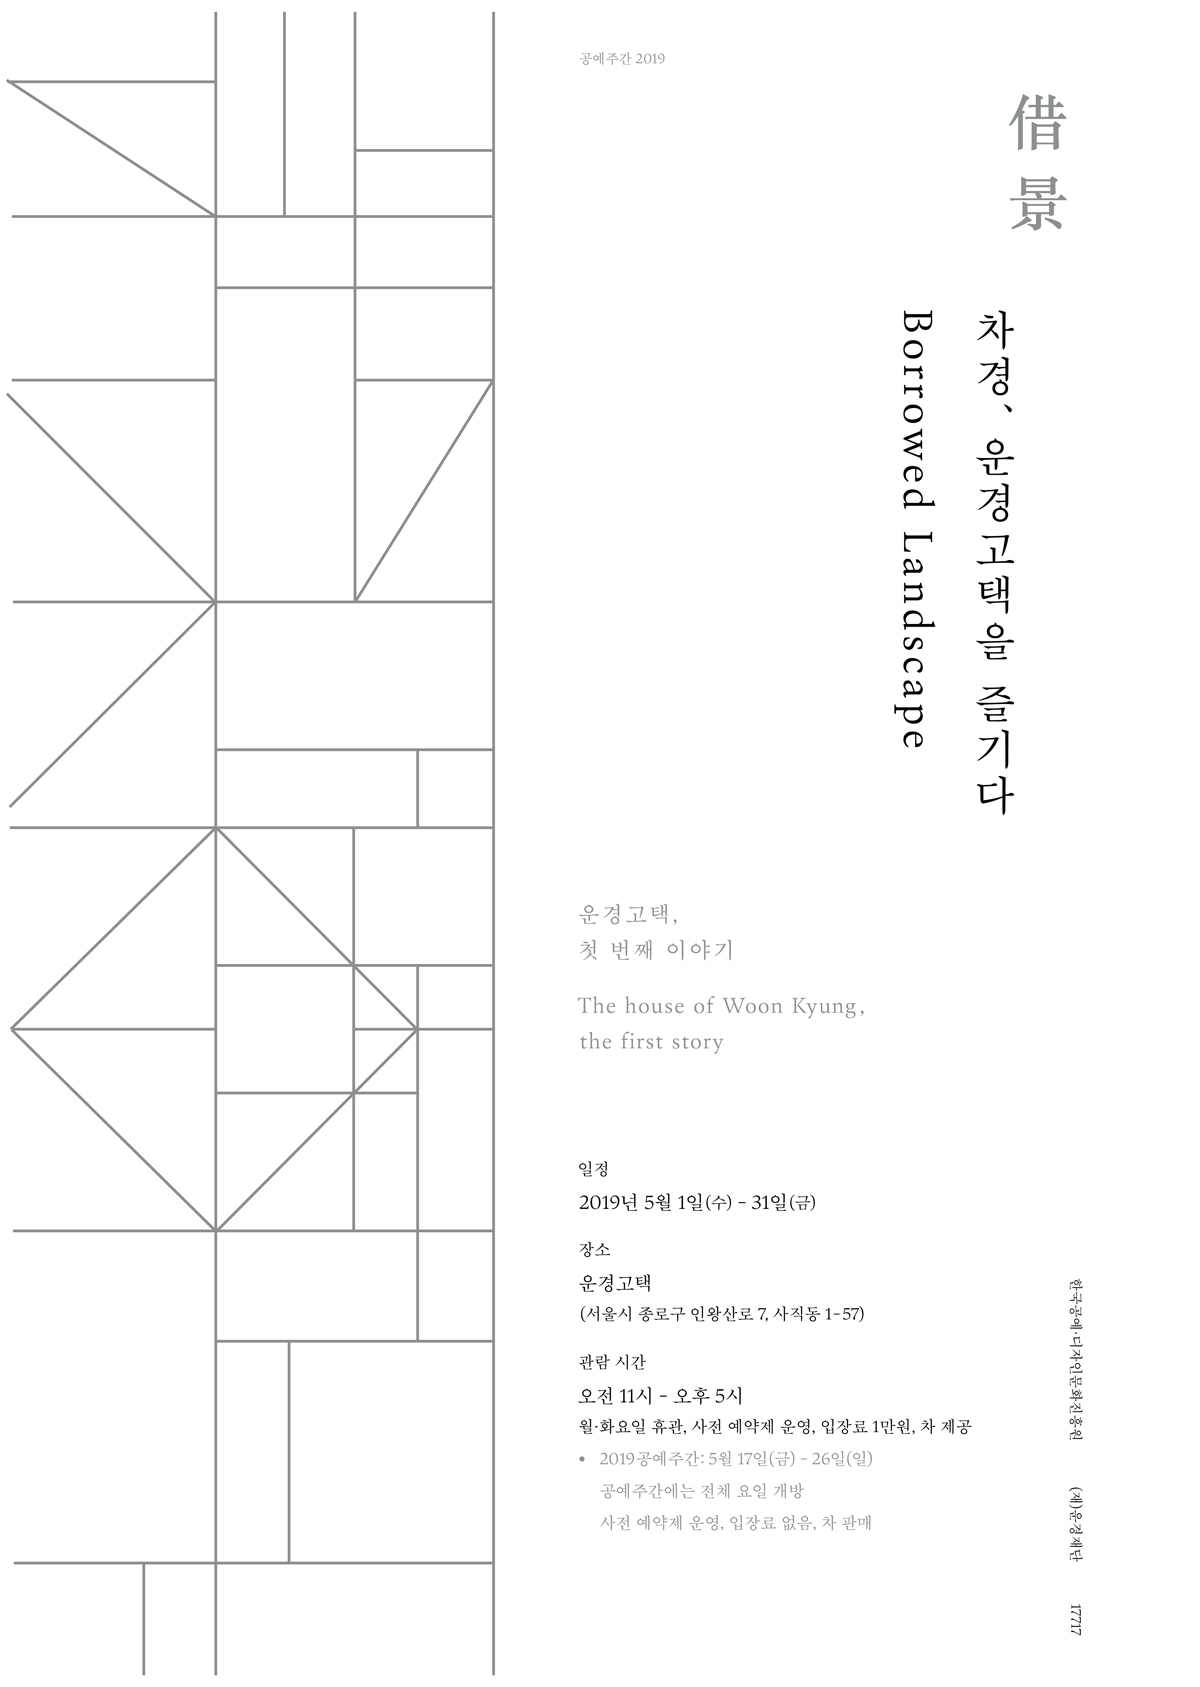 공예주간 2019
借景
차경, 운경고택을 즐기다
Borrowed Landscape
운경고택,
첫 번째 이야기
The house of Woon Kyung,
the first story
일정
2019년 5월 1일(수) - 31일(금)
장소
운경고택
(서울시 종로구 인왕산로 7, 사직동 1-57)
관람 시간
오전 11시 - 오후 5시
월·화요일 휴관, 사전 예약제 운영, 입장료 1만원, 차 제공
• 2019공예주간: 5월 17일(금) - 26일(일)
공예주간에는 전체 요일 개방
사전 예약제 운영, 입장료 없음, 차 판매
한국공예·디자인문화진흥원 (재)운경재단 17717